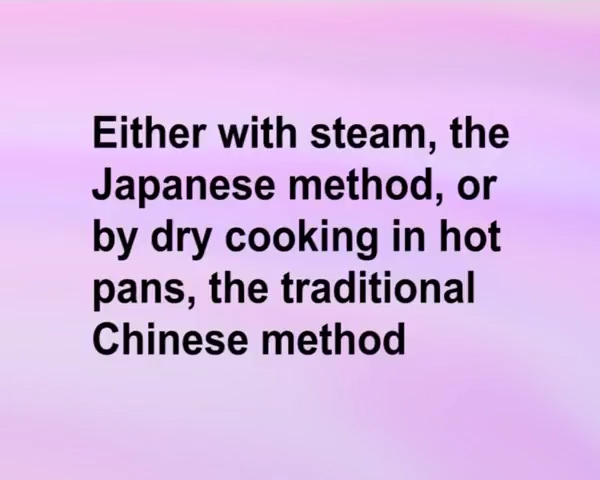 Either with steam, the
Japanese method, or
by dry cooking in hot
pans, the traditional
Chinese method